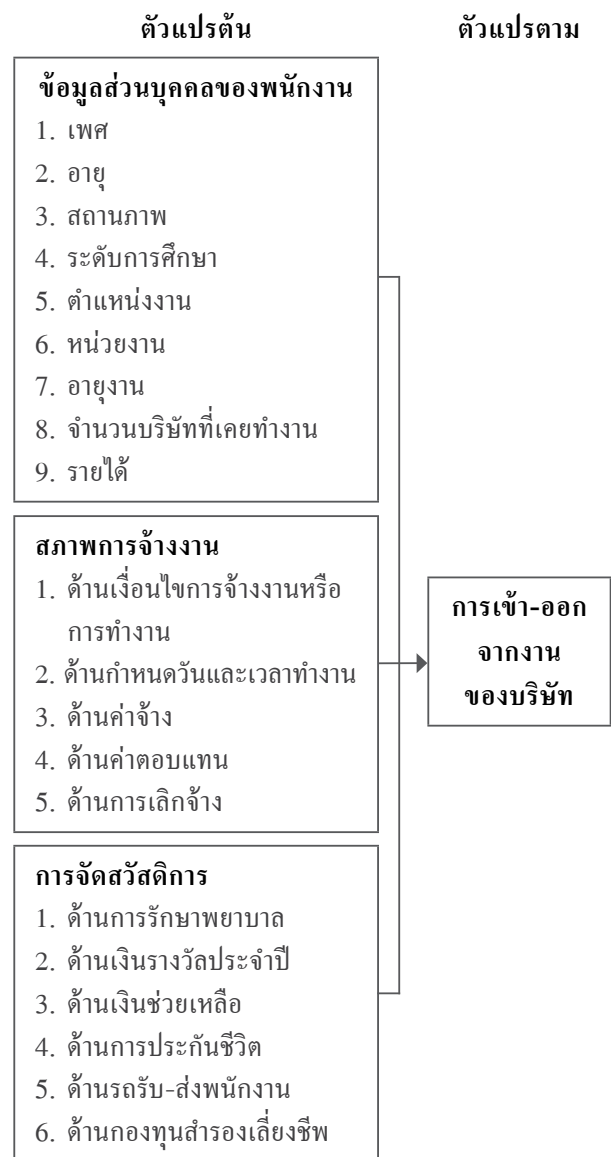 ตัวแปรต้น
ตัวแปรตาม
ข้อมูลส่วนบุคคลของพนักงาน
1. เพศ
2. อายุ
3. สถานภาพ
4. ระดับการศึกษา
5. ตำแหน่งงาน
6. หน่วยงาน
7. อายุงาน
8. จำนวนบริษัทที่เคยทำงาน
9. รายได้
สภาพการจ้างงาน
1. ด้านเงื่อนไขการจ้างงานหรือ
การทำงาน
2. ด้านกำหนดวันและเวลาทำงาน
3. ด้านค่าจ้าง
4. ด้านค่าตอบแทน
5. ด้านการเลิกจ้าง
การจัดสวัสดิการ
1. ด้านการรักษาพยาบาล
2. ด้านเงินรางวัลประจำปี
3. ด้านเงินช่วยเหลือ
4. ด้านการประกันชีวิต
5. ด้านรถรับ-ส่งพนักงาน
6. ด้านกองทุนสำรองเลี่ยงชีพ
การเข้า-ออก
จากงาน
ของบริษัท